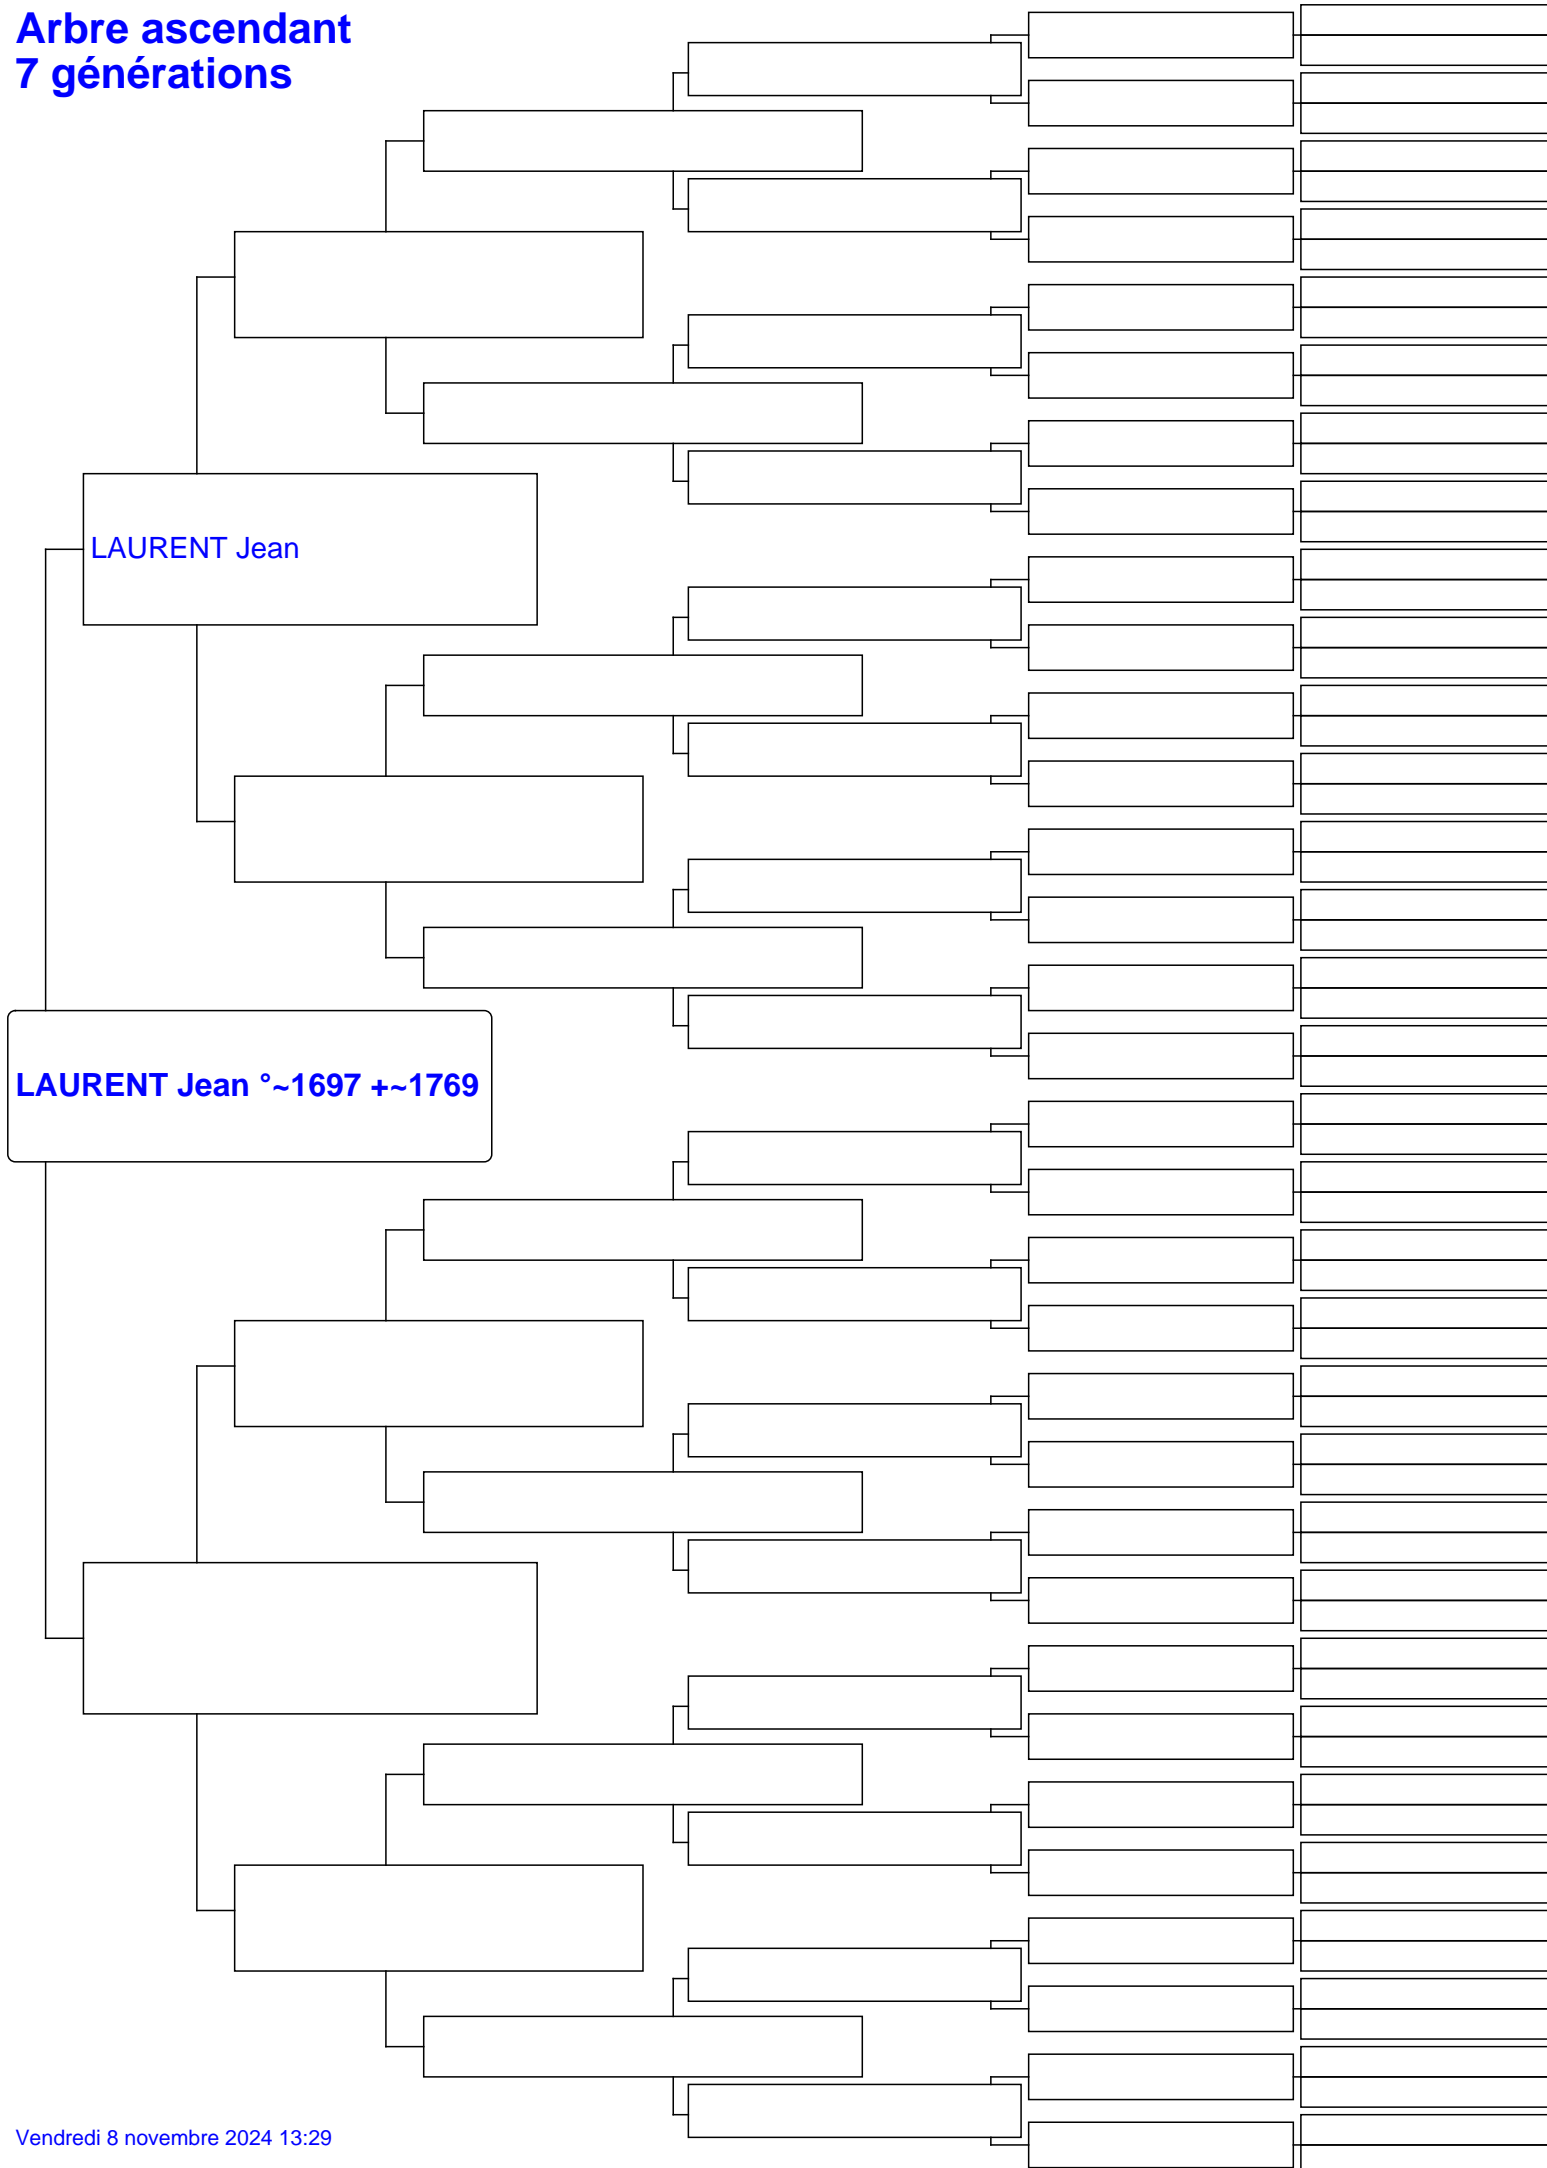 Arbre ascendant
7 générations
LAURENT Jean
LAURENT Jean °~1697 +~1769
Vendredi 8 novembre 2024 13:29